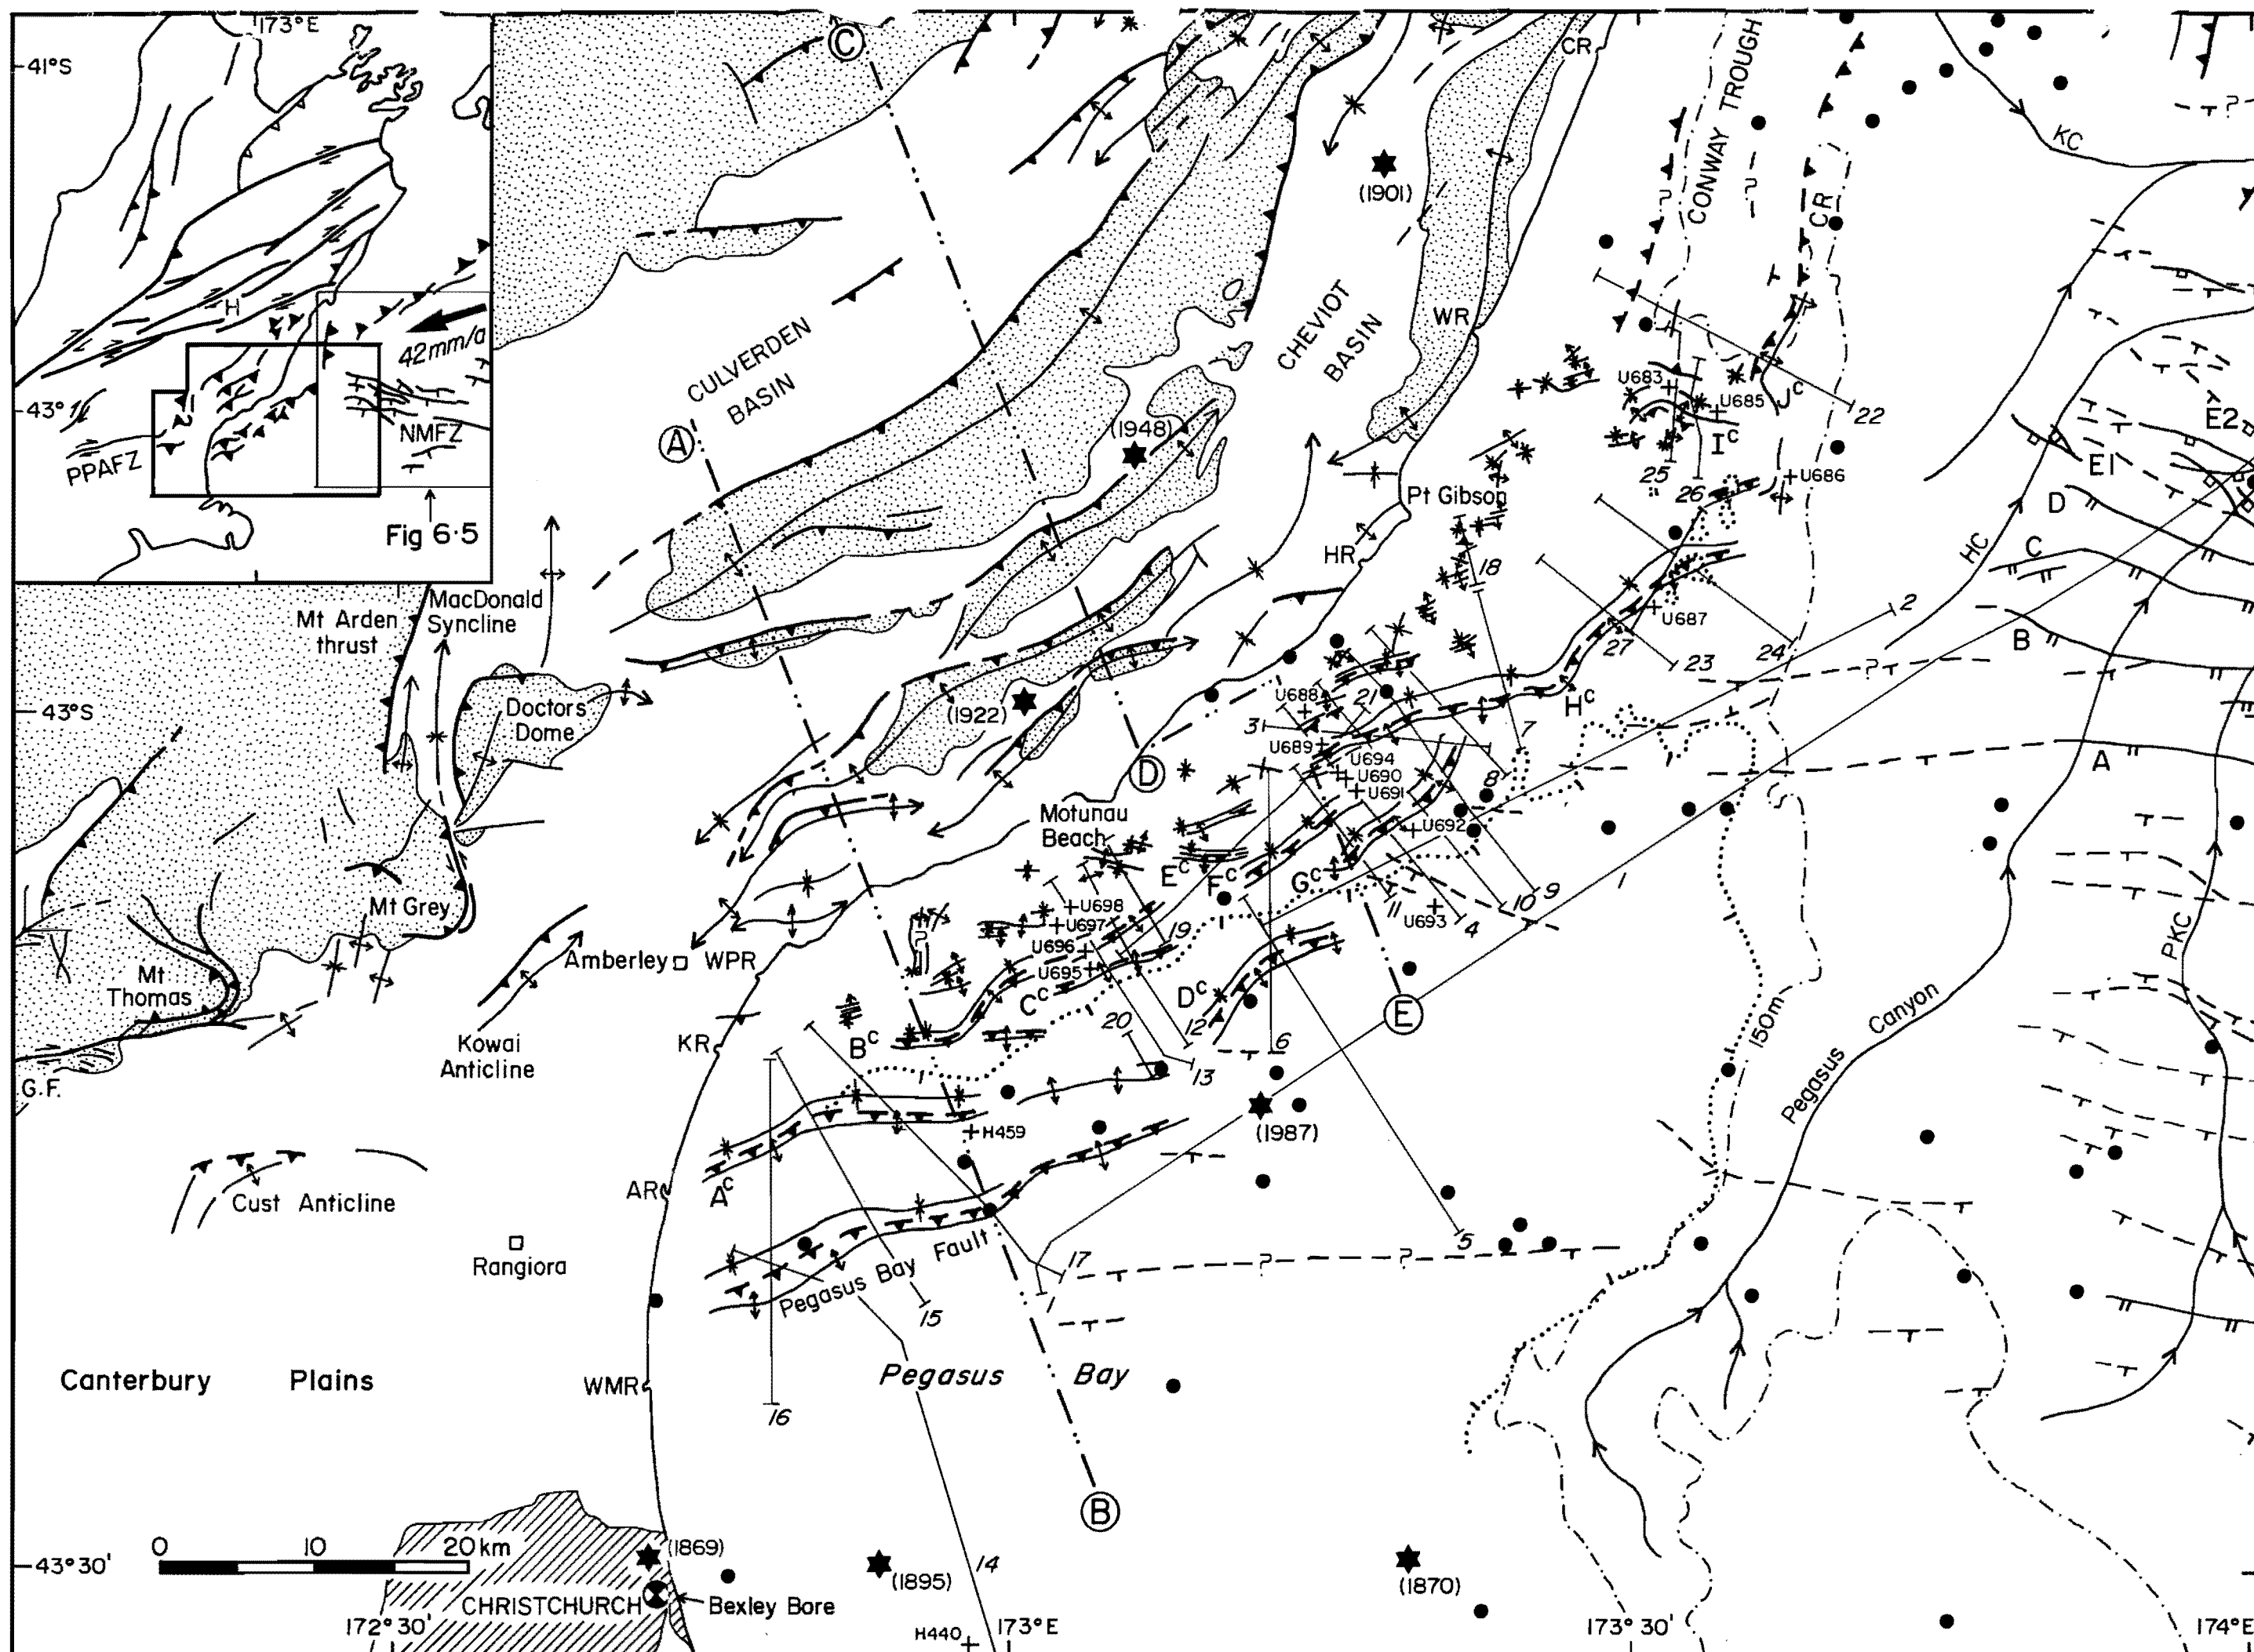 173°E
41°S
43°
H
42mm/a
NMFZ
PPAFZ
Fig 6·5
C
(1901)
CR
CONWAY TROUGH
CR
KC
CULVERDEN
BASIN
CHEVIOT
BASIN
WR
A
(1948)
U683
U685
J^C
22
I^C
25
26
U686
E2
E1
D
C
B
A
HC
Pt Gibson
HR
18
U687
27
23
24
2
Mt Arden
thrust
MacDonald
Syncline
43°S
Doctors
Dome
(1922)
U688
21
3
U689
U694
U690
U691
U692
H^C
7
8
D
Motunau
Beach
E^C
F^C
G^C
11
U693
4
10
9
Mt Grey
U698
U697
U696
U695
19
Amberley
WPR
Mt
Thomas
C^C
D^C
20
12
6
E
13
B^C
KR
Kowai
Anticline
G.F.
H459
(1987)
150m
Pegasus
Canyon
PKC
Cust Anticline
AR
A^C
Rangiora
Pegasus Bay Fault
17
1
5
15
Canterbury Plains
WMR
Pegasus Bay
16
B
0 10 20 km
43°30'
(1869)
(1895)
14
(1870)
CHRISTCHURCH
Bexley Bore
172°30'
H440
173°E
173°30'
174°E